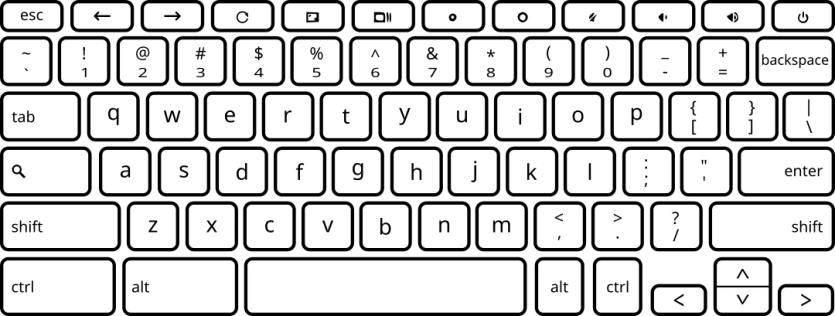 esc
~ ! @ # $ % ^ & * ( ) _ +
` 1 2 3 4 5 6 7 8 9 0 - = backspace
tab q w e r t y u i o p { [ } ] | \
a s d f g h j k l : ; " ' enter
shift z x c v b n m < , > . ? / shift
ctrl alt alt ctrl < ^ v >